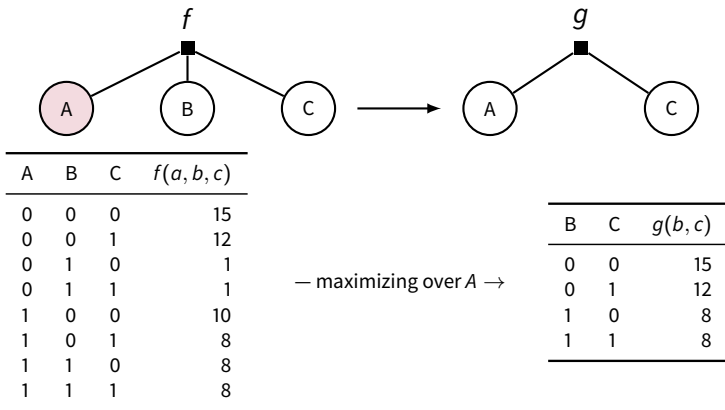 f
g
A B C
A C
A B C f(a, b, c)
0 0 0 15
0 0 1 12
0 1 0 1
0 1 1 1
1 0 0 10
1 0 1 8
1 1 0 8
1 1 1 8
— maximizing over A →
B C g(b, c)
0 0 15
0 1 12
1 0 8
1 1 8